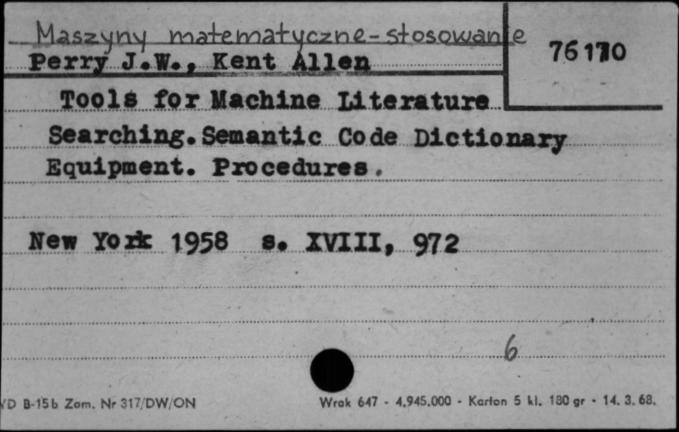 Maszyny matematyczne-stosowanie
76170
Perry J.W., Kent Allen
Tools for Machine Literature
Searching. Semantic Code Dictionary
Equipment. Procedures.
New York 1958 s. XVIII, 972
6
VD B-15b Zam. Nr 317/DW/ON
Wrak 647 - 4.945.000 - Karton 5 kl. 180 gr - 14. 3. 68.